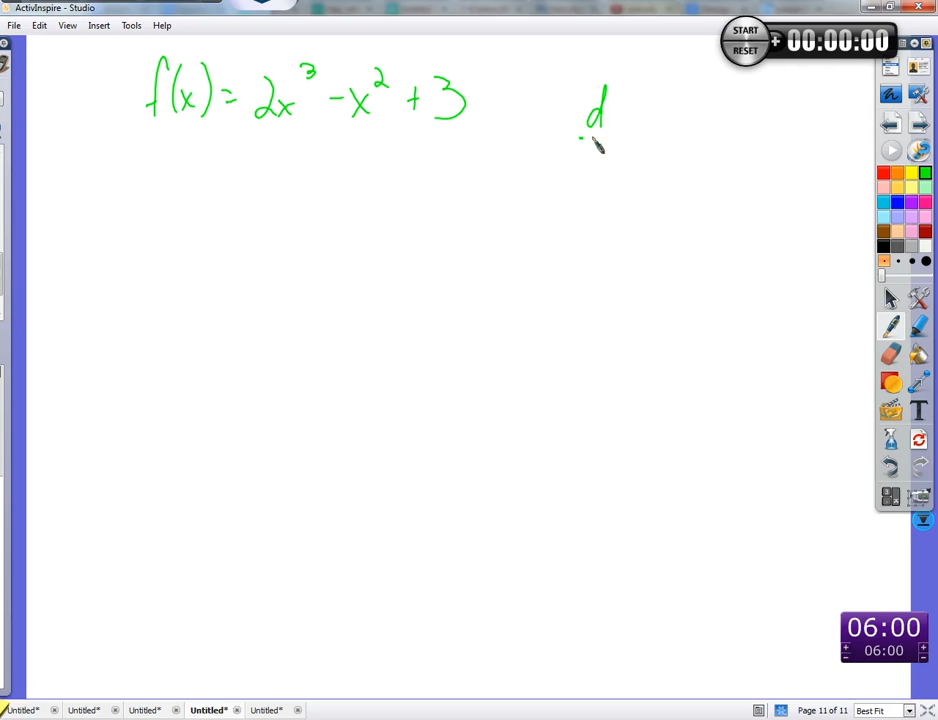 ActivInspire - Studio
File Edit View Insert Tools Help
START
RESET
+ 00:00:00
f(x) = 2x³ - x² + 3 d
T
06:00
+ 06:00 +
- -
Untitled* Untitled* Untitled* Untitled* Untitled* Page 11 of 11 Best Fit